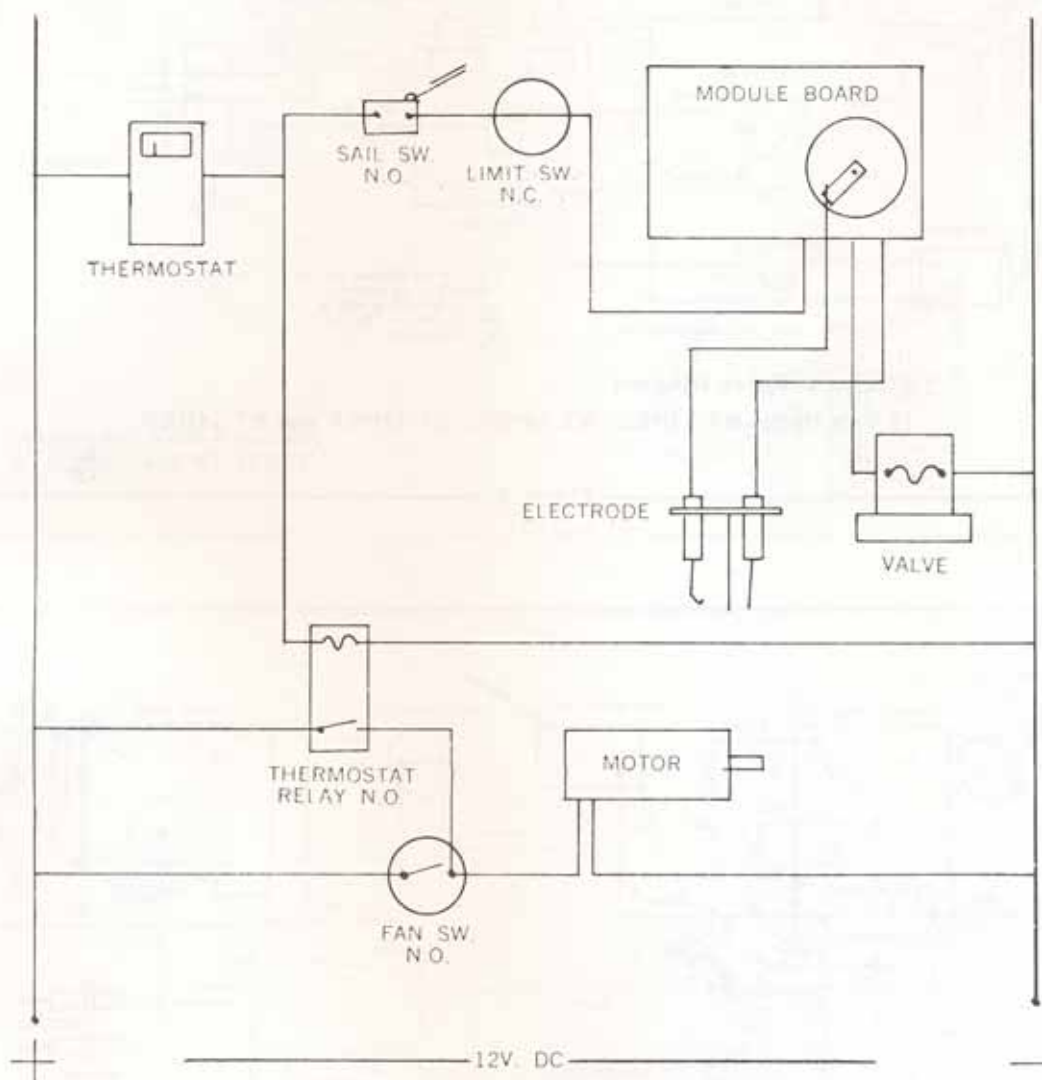 MODULE BOARD
SAIL SW.
N.O.
LIMIT SW.
N.C.
THERMOSTAT
ELECTRODE
VALVE
THERMOSTAT
RELAY N.O.
MOTOR
FAN SW.
N.O.
12V. DC